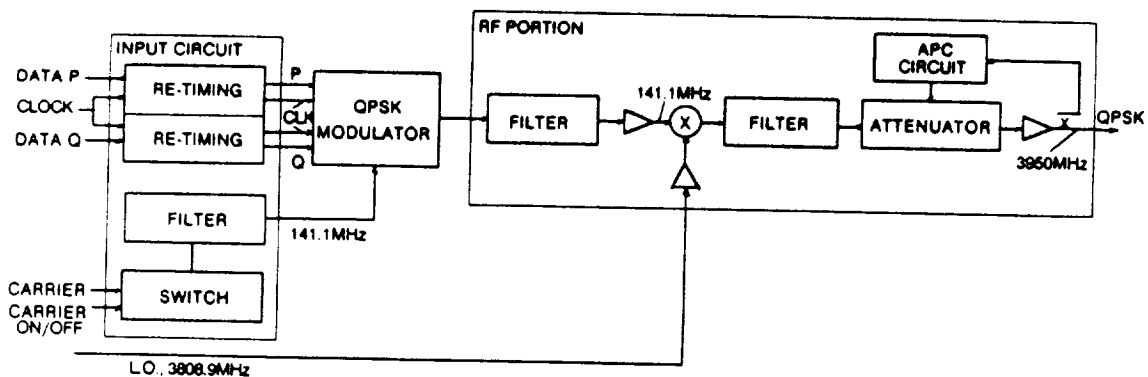 RF PORTION
INPUT CIRCUIT
APC
CIRCUIT
DATA P
RE-TIMING
P
CLOCK
QPSK
MODULATOR
CLK
FILTER
141.1MHz
X
FILTER
ATTENUATOR
QPSK
3950MHz
DATA Q
RE-TIMING
Q
FILTER
141.1MHz
CARRIER
SWITCH
CARRIER
ON/OFF
L.O., 3808.9MHz